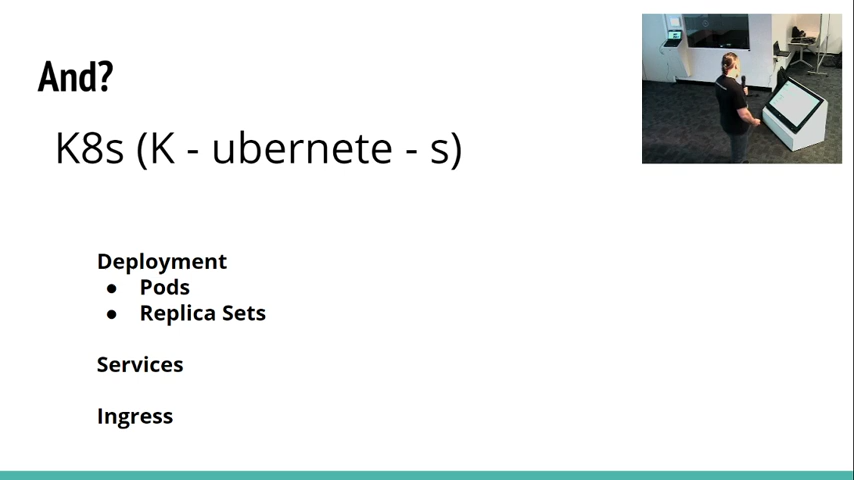 And?
K8s (K - ubernete - s)
Deployment
● Pods
● Replica Sets
Services
Ingress